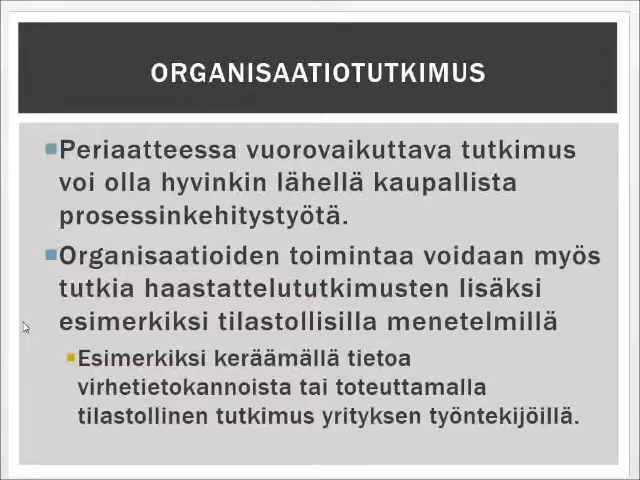 ORGANISAATIOTUTKIMUS
Periaatteessa vuorovaikuttava tutkimus
voi olla hyvinkin lähellä kaupallista
prosessinkehitystyötä.
Organisaatioiden toimintaa voidaan myös
tutkia haastattelututkimusten lisäksi
esimerkiksi tilastollisilla menetelmillä
Esimerkiksi keräämällä tietoa
virhetietokannoista tai toteuttamalla
tilastollinen tutkimus yrityksen työntekijöillä.